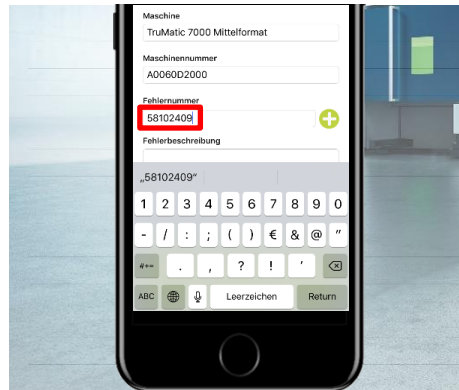 Maschine
TruMatic 7000 Mittelformat
Maschinennummer
A0060D2000
Fehlernummer
58102409
Fehlerbeschreibung
„58102409“
1 2 3 4 5 6 7 8 9 0
- / : ; ( ) € & @ "
#+= . , ? ! '
ABC Leerzeichen Return